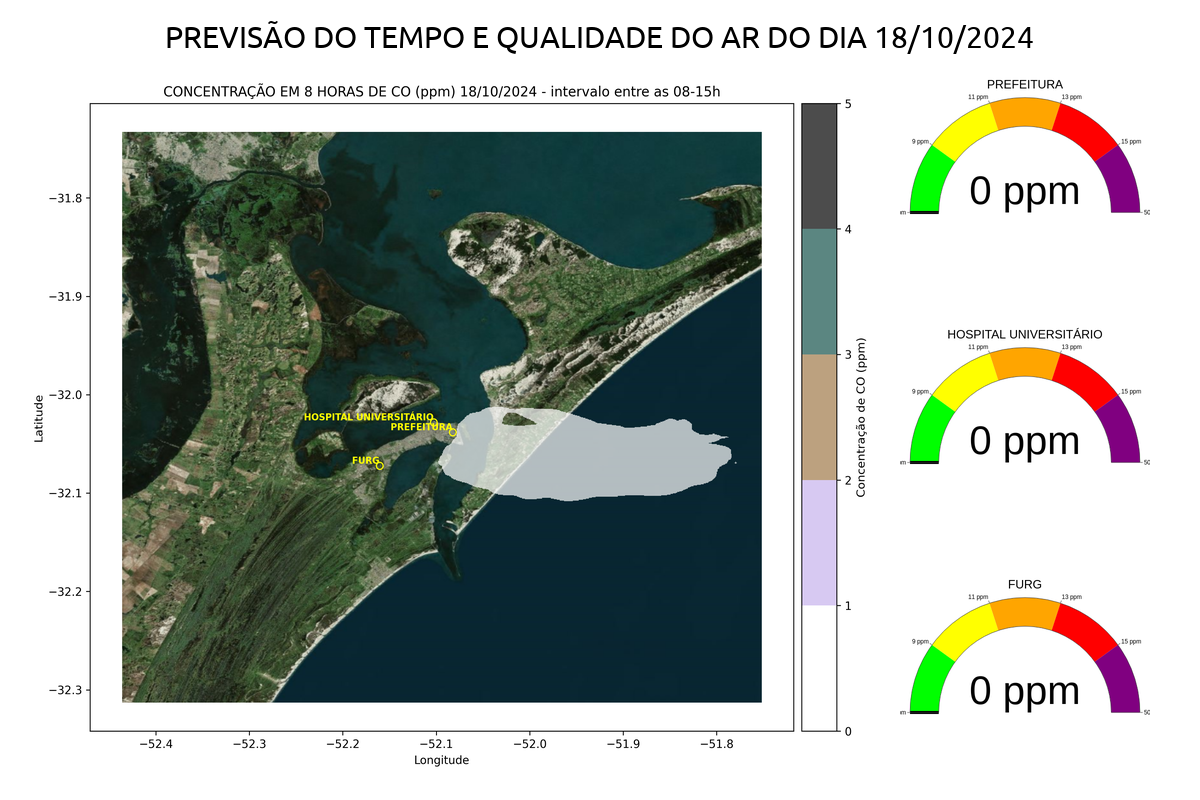 PREVISÃO DO TEMPO E QUALIDADE DO AR DO DIA 18/10/2024
CONCENTRAÇÃO EM 8 HORAS DE CO (ppm) 18/10/2024 - intervalo entre as 08-15h
−31.8
−31.9
−32.0
−32.1
−32.2
−32.3
Latitude
HOSPITAL UNIVERSITÁRIO
PREFEITURA
FURG
−52.4
−52.3
−52.2
−52.1
−52.0
−51.9
−51.8
Longitude
5
4
3
2
1
0
Concentração de CO (ppm)
PREFEITURA
11 ppm
13 ppm
9 ppm
15 ppm
0 ppm
HOSPITAL UNIVERSITÁRIO
11 ppm
13 ppm
9 ppm
15 ppm
0 ppm
FURG
11 ppm
13 ppm
9 ppm
15 ppm
0 ppm